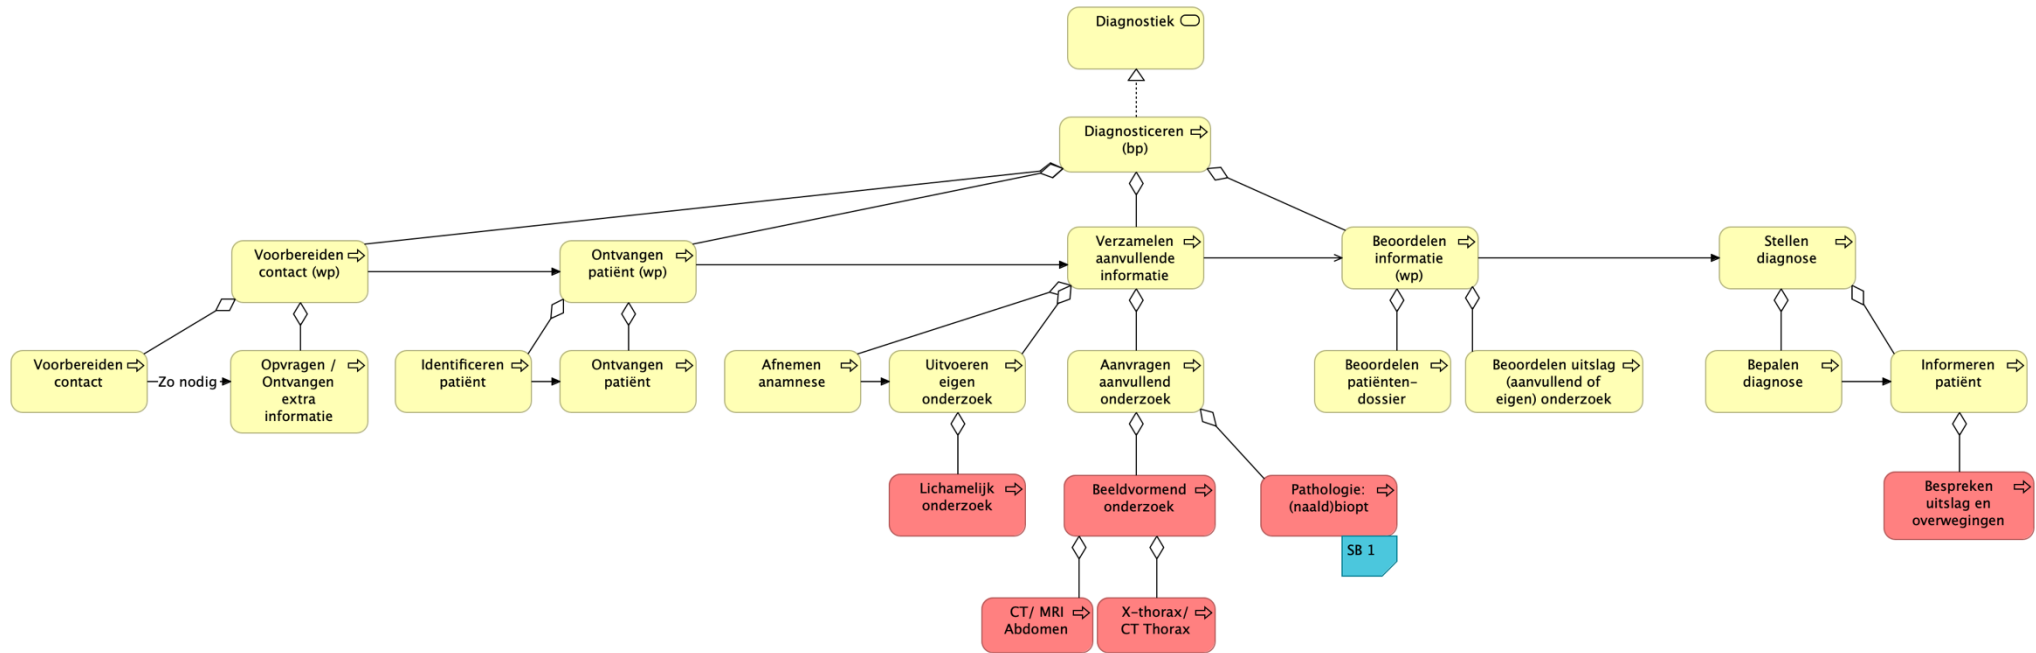 Diagnostiek
Diagnosticeren
(bp)
Voorbereiden
contact (wp)
Ontvangen
patiënt (wp)
Verzamelen
aanvullende
informatie
Beoordelen
informatie
(wp)
Stellen
diagnose
Voorbereiden
contact
Zo nodig
Opvragen /
Ontvangen
extra
informatie
Identificeren
patiënt
Ontvangen
patiënt
Afnemen
anamnese
Uitvoeren
eigen
onderzoek
Aanvragen
aanvullend
onderzoek
Beoordelen
patiënten-
dossier
Beoordelen uitslag
(aanvullend of
eigen) onderzoek
Bepalen
diagnose
Informeren
patiënt
Lichamelijk
onderzoek
Beeldvormend
onderzoek
Pathologie:
(naald)biopt
SB 1
Bespreken
uitslag en
overwegingen
CT/ MRI
Abdomen
X-thorax/
CT Thorax